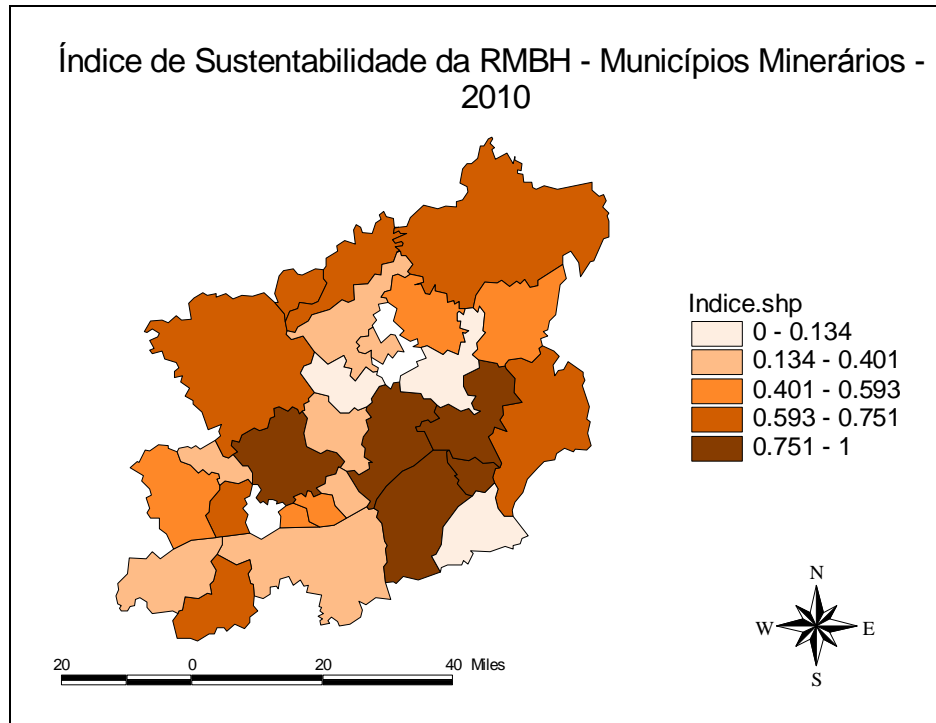 Índice de Sustentabilidade da RMBH - Municípios Minerários -
2010
Indice.shp
0 - 0.134
0.134 - 0.401
0.401 - 0.593
0.593 - 0.751
0.751 - 1
N
W
E
S
20 0 20 40 Miles